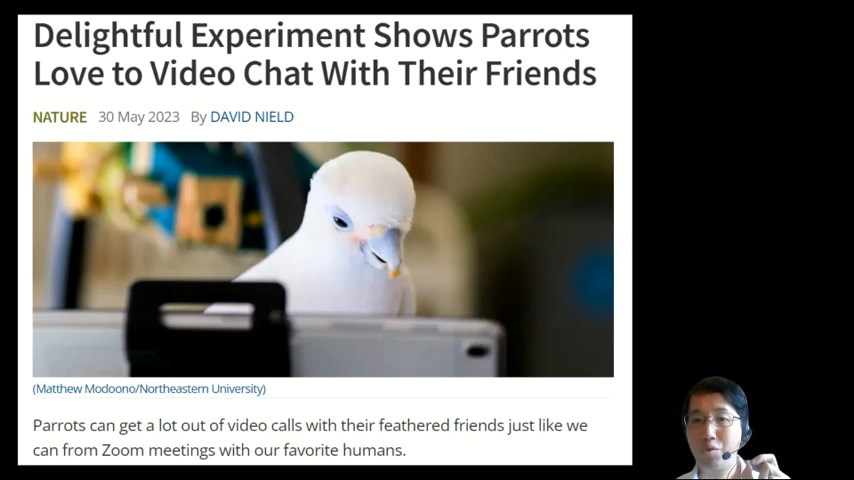 Delightful Experiment Shows Parrots
Love to Video Chat With Their Friends
NATURE 30 May 2023 By DAVID NIELD
(Matthew Modoono/Northeastern University)
Parrots can get a lot out of video calls with their feathered friends just like we
can from Zoom meetings with our favorite humans.